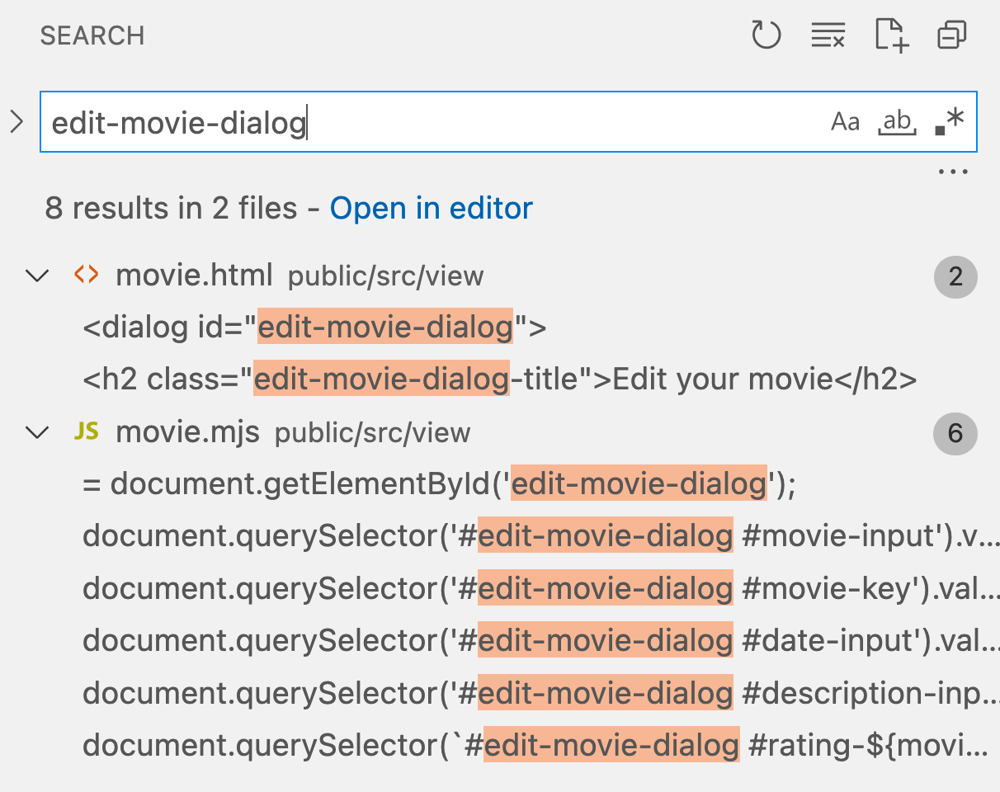 SEARCH
edit-movie-dialog
Aa ab .*
...
8 results in 2 files - Open in editor
<> movie.html public/src/view 2
<dialog id="edit-movie-dialog">
<h2 class="edit-movie-dialog-title">Edit your movie</h2>
JS movie.mjs public/src/view 6
= document.getElementById('edit-movie-dialog');
document.querySelector('#edit-movie-dialog #movie-input').v...
document.querySelector('#edit-movie-dialog #movie-key').val...
document.querySelector('#edit-movie-dialog #date-input').val...
document.querySelector('#edit-movie-dialog #description-inp...
document.querySelector(`#edit-movie-dialog #rating-${movi...